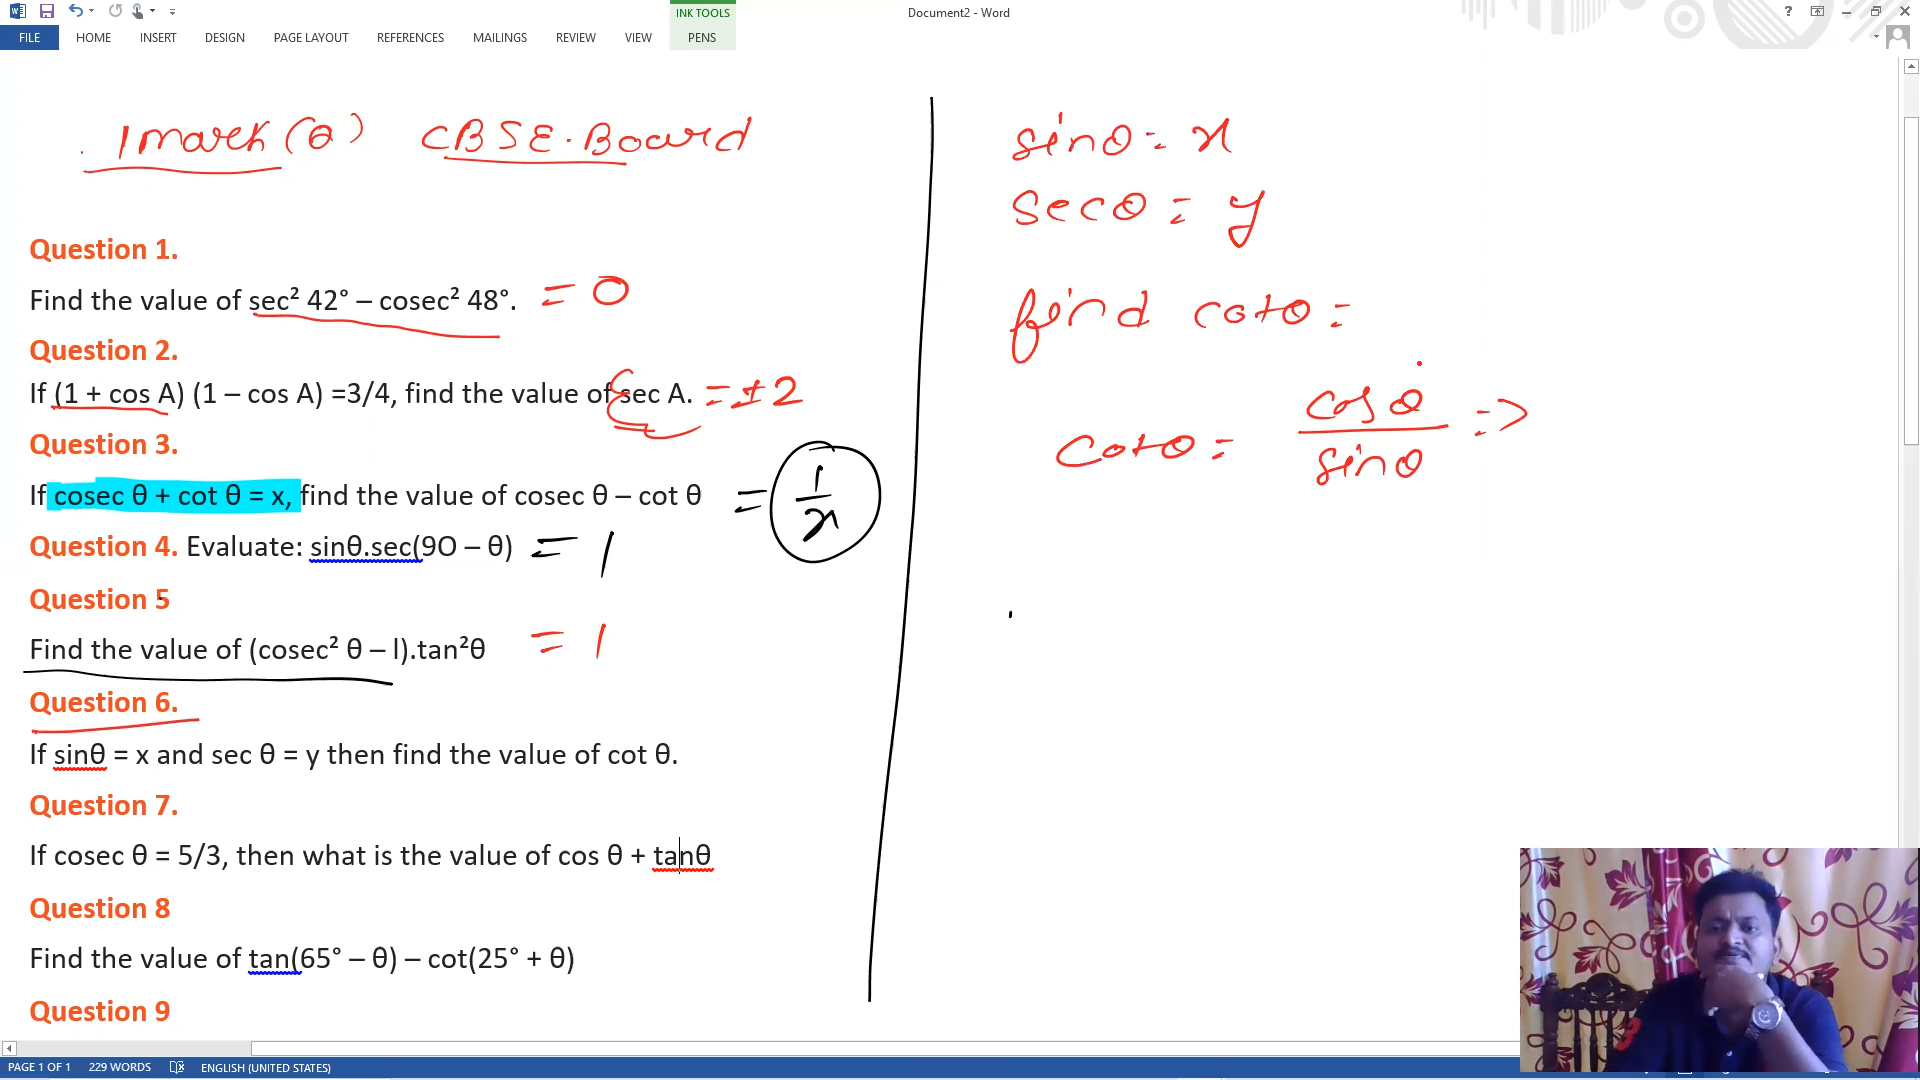 INK TOOLS
Document2 - Word
FILE HOME INSERT DESIGN PAGE LAYOUT REFERENCES MAILINGS REVIEW VIEW PENS
1 mark (θ) CBSE. Board
Question 1.
Find the value of sec² 42° – cosec² 48°. = 0
Question 2.
If (1 + cos A) (1 – cos A) =3/4, find the value of sec A. = ±2
Question 3.
If cosec θ + cot θ = x, find the value of cosec θ – cot θ = 1/x
Question 4. Evaluate: sinθ.sec(9O – θ) = 1
Question 5
Find the value of (cosec² θ – l).tan²θ = 1
Question 6.
If sinθ = x and sec θ = y then find the value of cot θ.
Question 7.
If cosec θ = 5/3, then what is the value of cos θ + tanθ
Question 8
Find the value of tan(65° – θ) – cot(25° + θ)
Question 9
sinθ = x
secθ = y
find cotθ =
cotθ = cosθ/sinθ =>
PAGE 1 OF 1 229 WORDS ENGLISH (UNITED STATES)